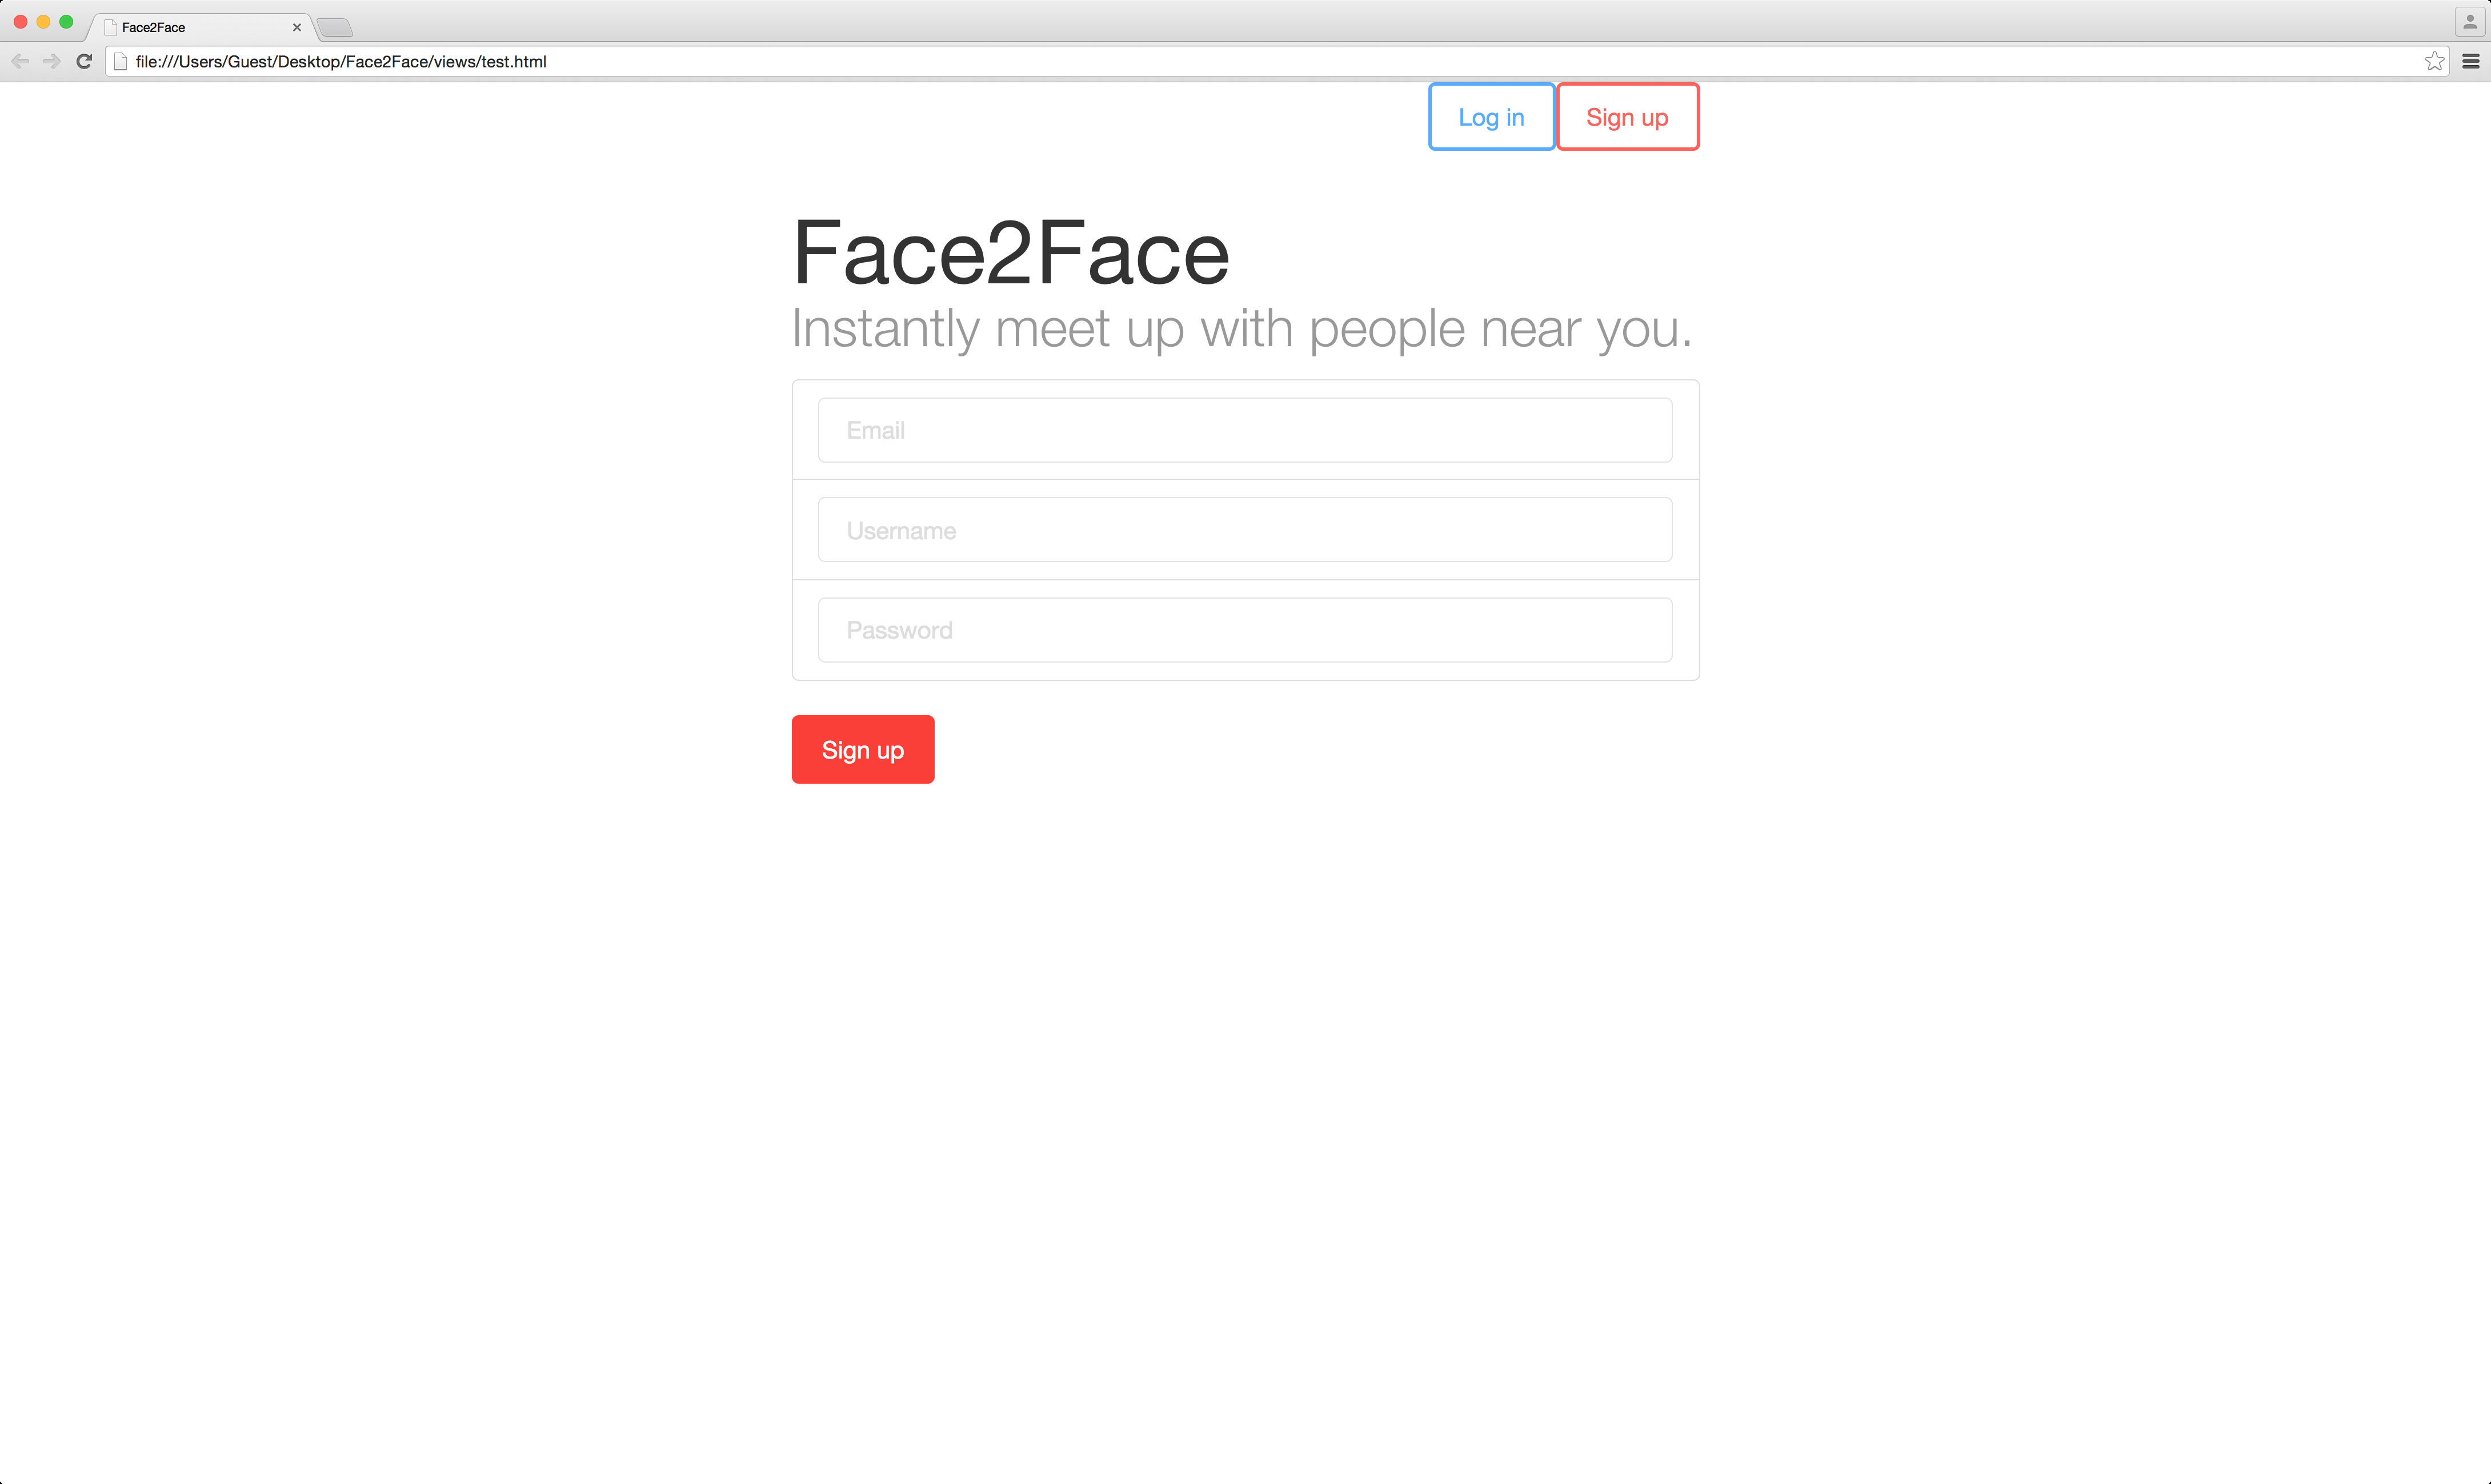 Face2Face
file:///Users/Guest/Desktop/Face2Face/views/test.html
Log in Sign up
Face2Face
Instantly meet up with people near you.
Email
Username
Password
Sign up